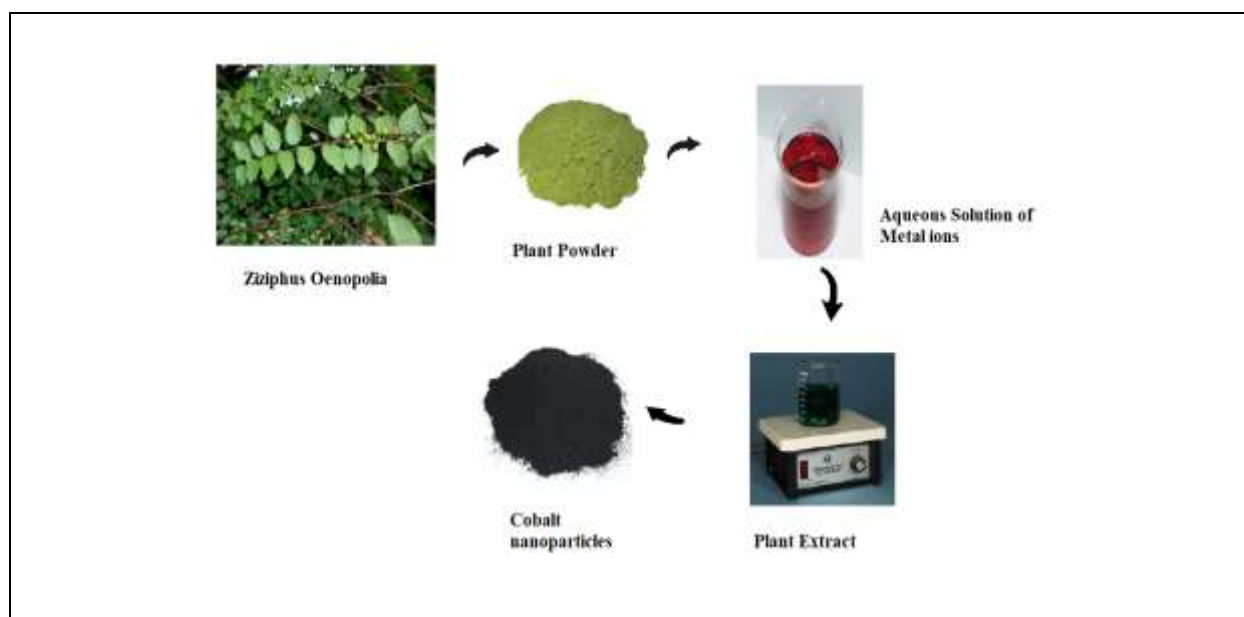 Ziziphus Oenopolia
Plant Powder
Aqueous Solution of
Metal ions
Plant Extract
Cobalt
nanoparticles